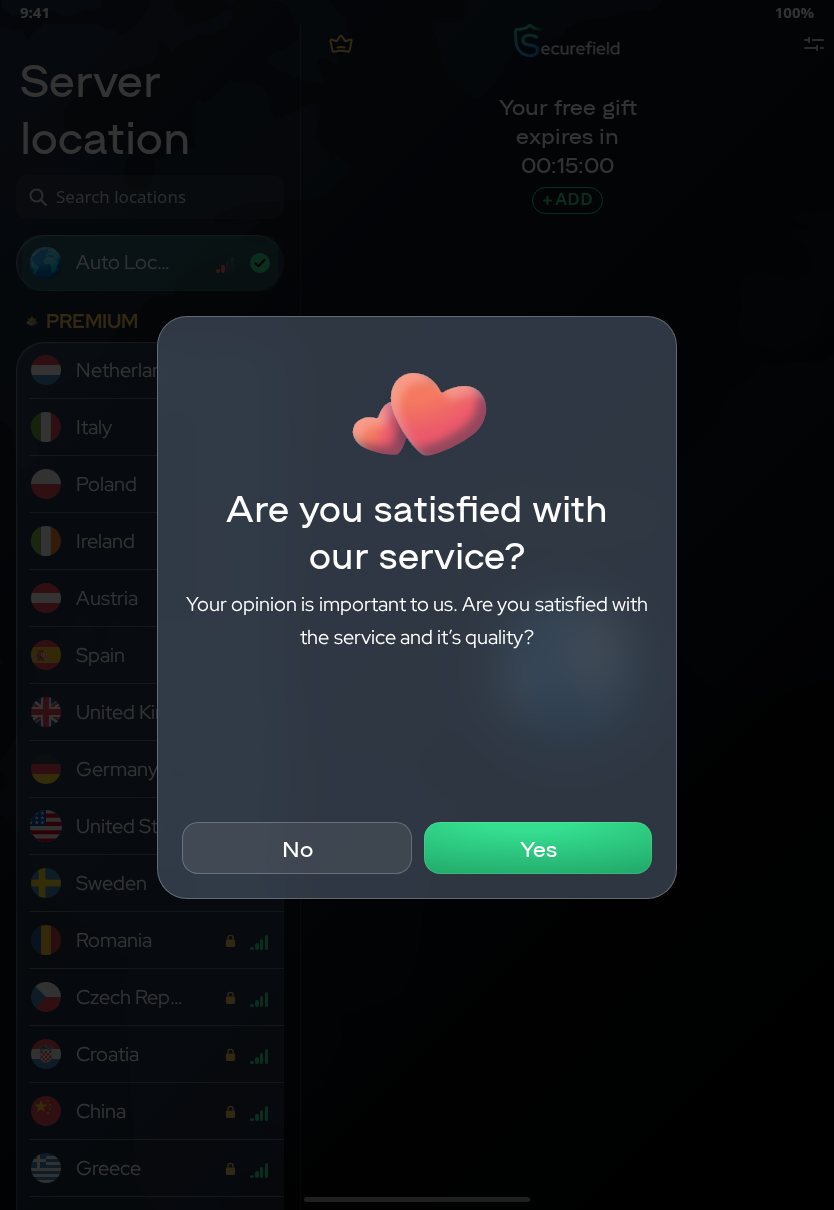 9:41
100%
Server
location
Search locations
Auto Loc...
PREMIUM
Netherlan
Italy
Poland
Ireland
Austria
Spain
United Ki
Germany
United St
Sweden
Romania
Czech Rep...
Croatia
China
Greece
Securefield
Your free gift
expires in
00:15:00
+ADD
Are you satisfied with
our service?
Your opinion is important to us. Are you satisfied with
the service and it's quality?
No
Yes